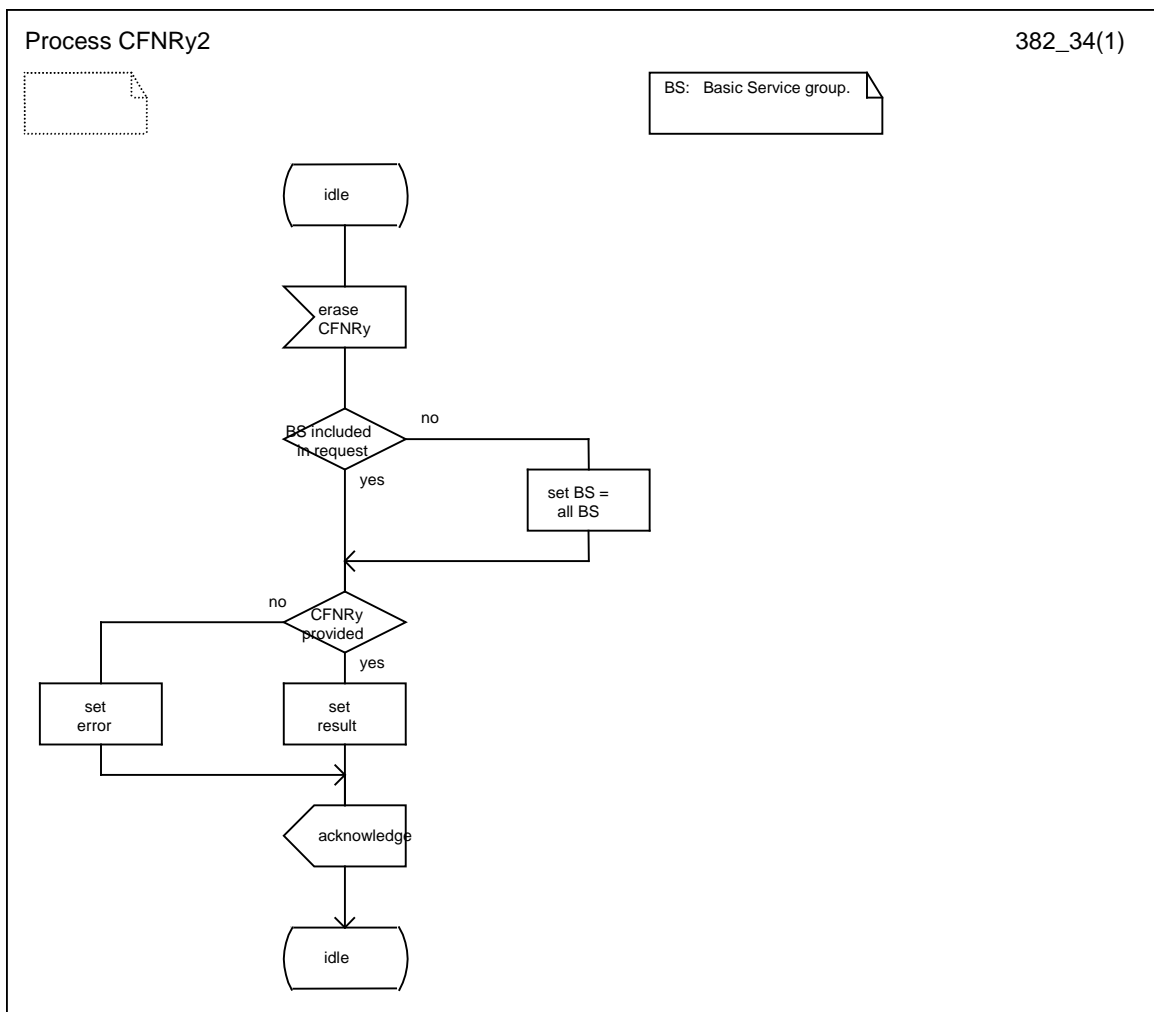 Process CFNRy2
382_34(1)
BS: Basic Service group.
idle
erase
CFNRy
BS included
in request
no
yes
set BS =
all BS
no
CFNRy
provided
yes
set
error
set
result
acknowledge
idle